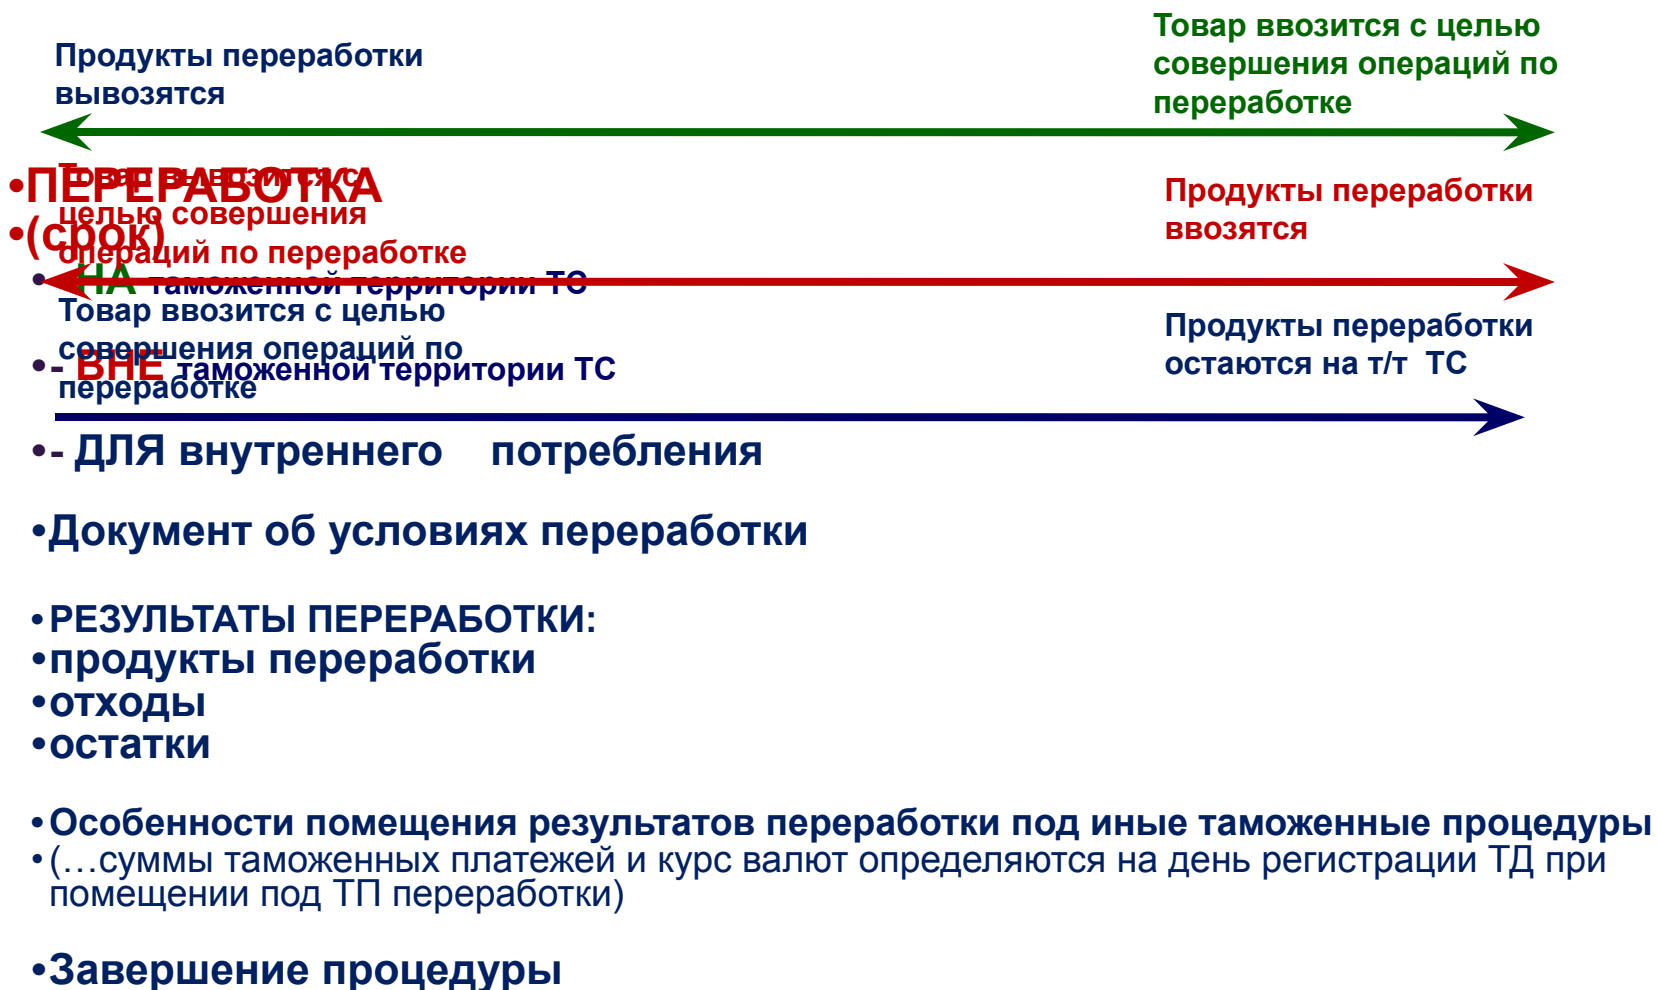 Продукты переработки
вывозятся
Товар ввозится с целью
совершения операций по
переработке
•ПЕРЕРАБОТКА
•(срок)
Товар вывозится с
целью совершения
операций по переработке
Продукты переработки
ввозятся
•- НА таможенной территории ТС
Товар ввозится с целью
совершения операций по
переработке
Продукты переработки
остаются на т/т ТС
•- ВНЕ таможенной территории ТС
•- ДЛЯ внутреннего потребления
•Документ об условиях переработки
•РЕЗУЛЬТАТЫ ПЕРЕРАБОТКИ:
•продукты переработки
•отходы
•остатки
•Особенности помещения результатов переработки под иные таможенные процедуры
•(…суммы таможенных платежей и курс валют определяются на день регистрации ТД при
помещении под ТП переработки)
•Завершение процедуры